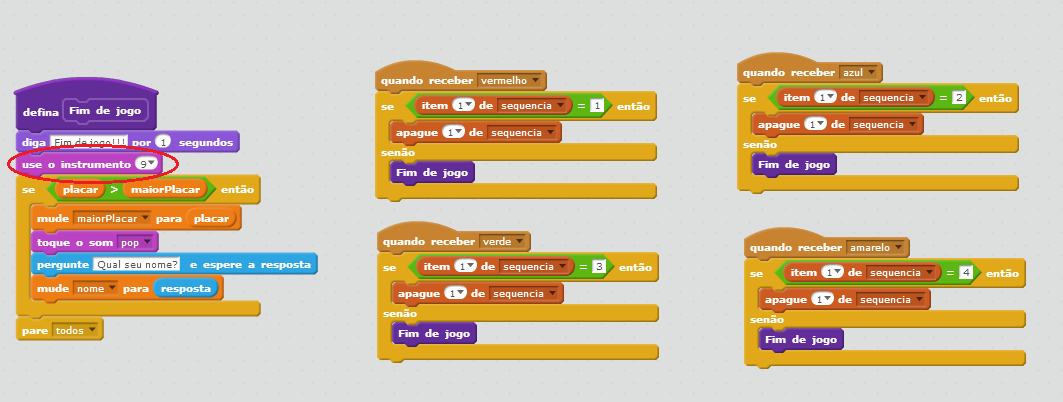 defina Fim de jogo
diga Fim de jogo!!! por 1 segundos
use o instrumento 9
se placar > maiorPlacar então
mude maiorPlacar para placar
toque o som pop
pergunte Qual seu nome? e espere a resposta
mude nome para resposta
pare todos
quando receber vermelho
se item 1 de sequencia = 1 então
apague 1 de sequencia
senão
Fim de jogo
quando receber verde
se item 1 de sequencia = 3 então
apague 1 de sequencia
senão
Fim de jogo
quando receber azul
se item 1 de sequencia = 2 então
apague 1 de sequencia
senão
Fim de jogo
quando receber amarelo
se item 1 de sequencia = 4 então
apague 1 de sequencia
senão
Fim de jogo